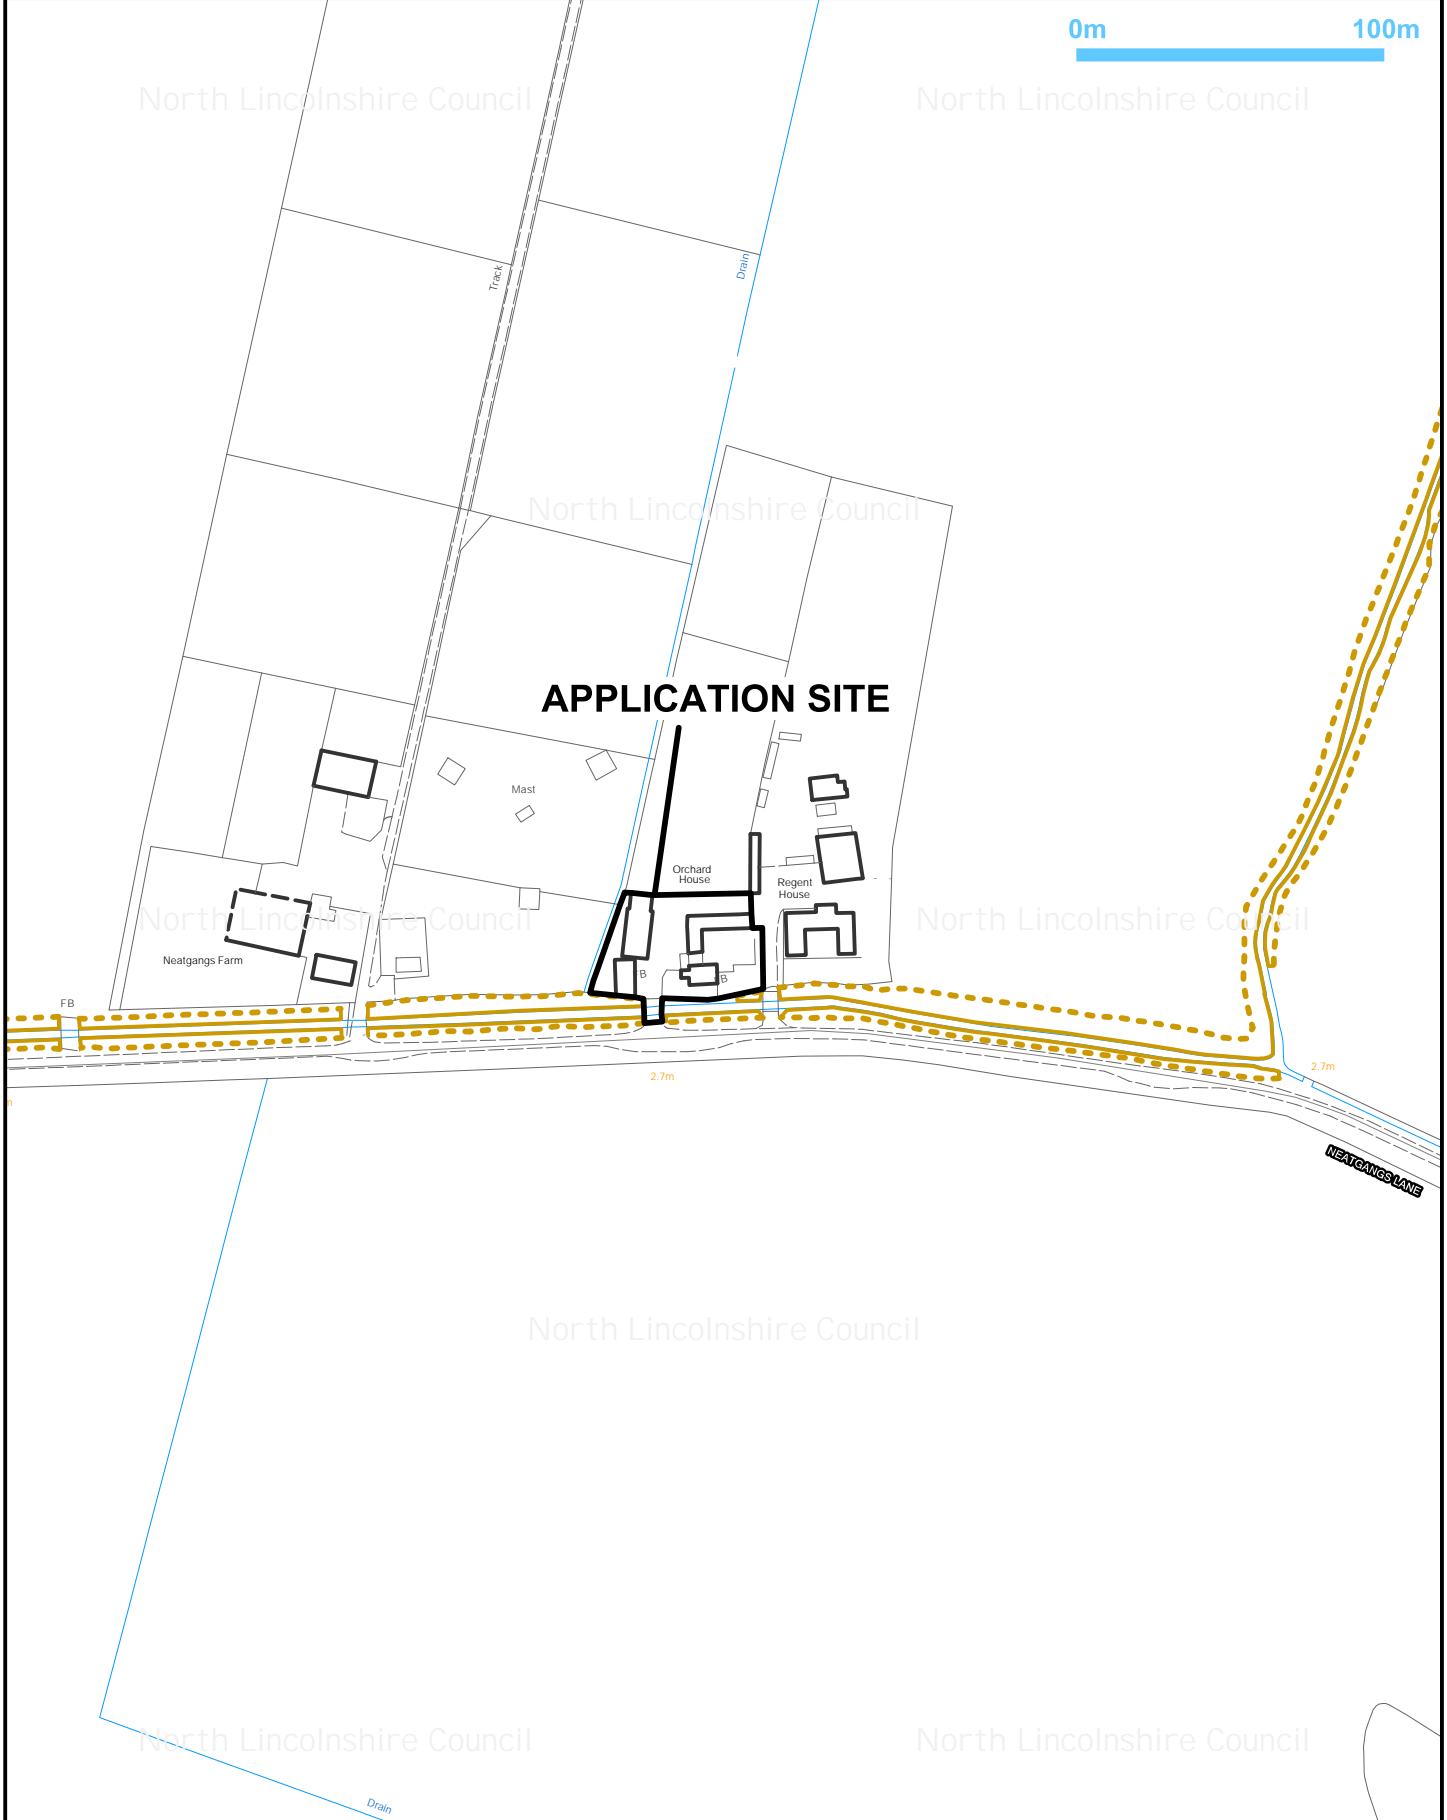 0m 100m
North Lincolnshire Council North Lincolnshire Council
Drain
Track
North Lincolnshire Council
APPLICATION SITE
Mast
Orchard
House
Regent
House
North Lincolnshire Council North Lincolnshire Council
Neatgangs Farm
FB
2.7m
2.7m
m
NEATGANGS LANE
North Lincolnshire Council
North Lincolnshire Council North Lincolnshire Council
Drain